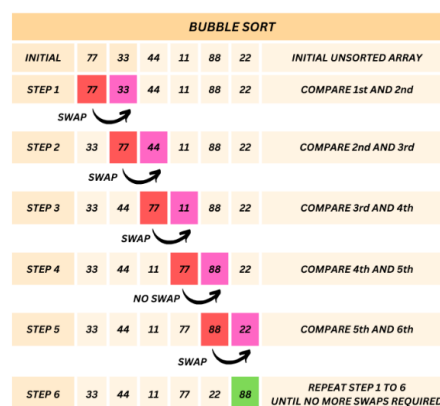 BUBBLE SORT
INITIAL 77 33 44 11 88 22 INITIAL UNSORTED ARRAY
STEP 1 77 33 44 11 88 22 COMPARE 1st AND 2nd
SWAP
STEP 2 33 77 44 11 88 22 COMPARE 2nd AND 3rd
SWAP
STEP 3 33 44 77 11 88 22 COMPARE 3rd AND 4th
SWAP
STEP 4 33 44 11 77 88 22 COMPARE 4th AND 5th
NO SWAP
STEP 5 33 44 11 77 88 22 COMPARE 5th AND 6th
SWAP
STEP 6 33 44 11 77 22 88 REPEAT STEP 1 TO 6
UNTIL NO MORE SWAPS REQUIRED